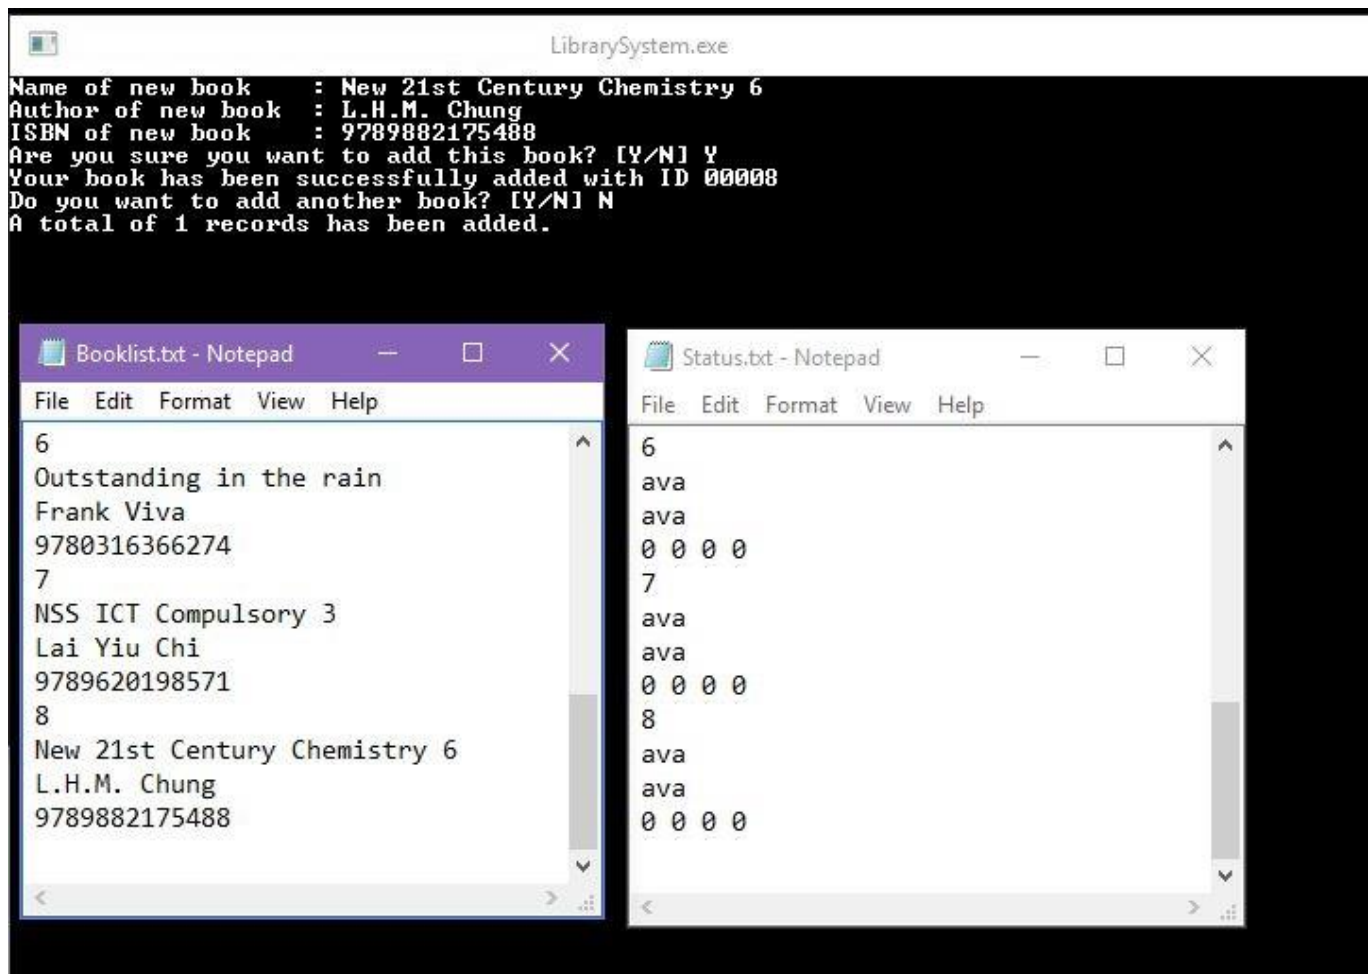 LibrarySystem.exe
Name of new book : New 21st Century Chemistry 6
Author of new book : L.H.M. Chung
ISBN of new book : 9789882175488
Are you sure you want to add this book? [Y/N] Y
Your book has been successfully added with ID 00008
Do you want to add another book? [Y/N] N
A total of 1 records has been added.
Booklist.txt - Notepad
File Edit Format View Help
6
Outstanding in the rain
Frank Viva
9780316366274
7
NSS ICT Compulsory 3
Lai Yiu Chi
9789620198571
8
New 21st Century Chemistry 6
L.H.M. Chung
9789882175488
Status.txt - Notepad
File Edit Format View Help
6
ava
ava
0 0 0 0
7
ava
ava
0 0 0 0
8
ava
ava
0 0 0 0